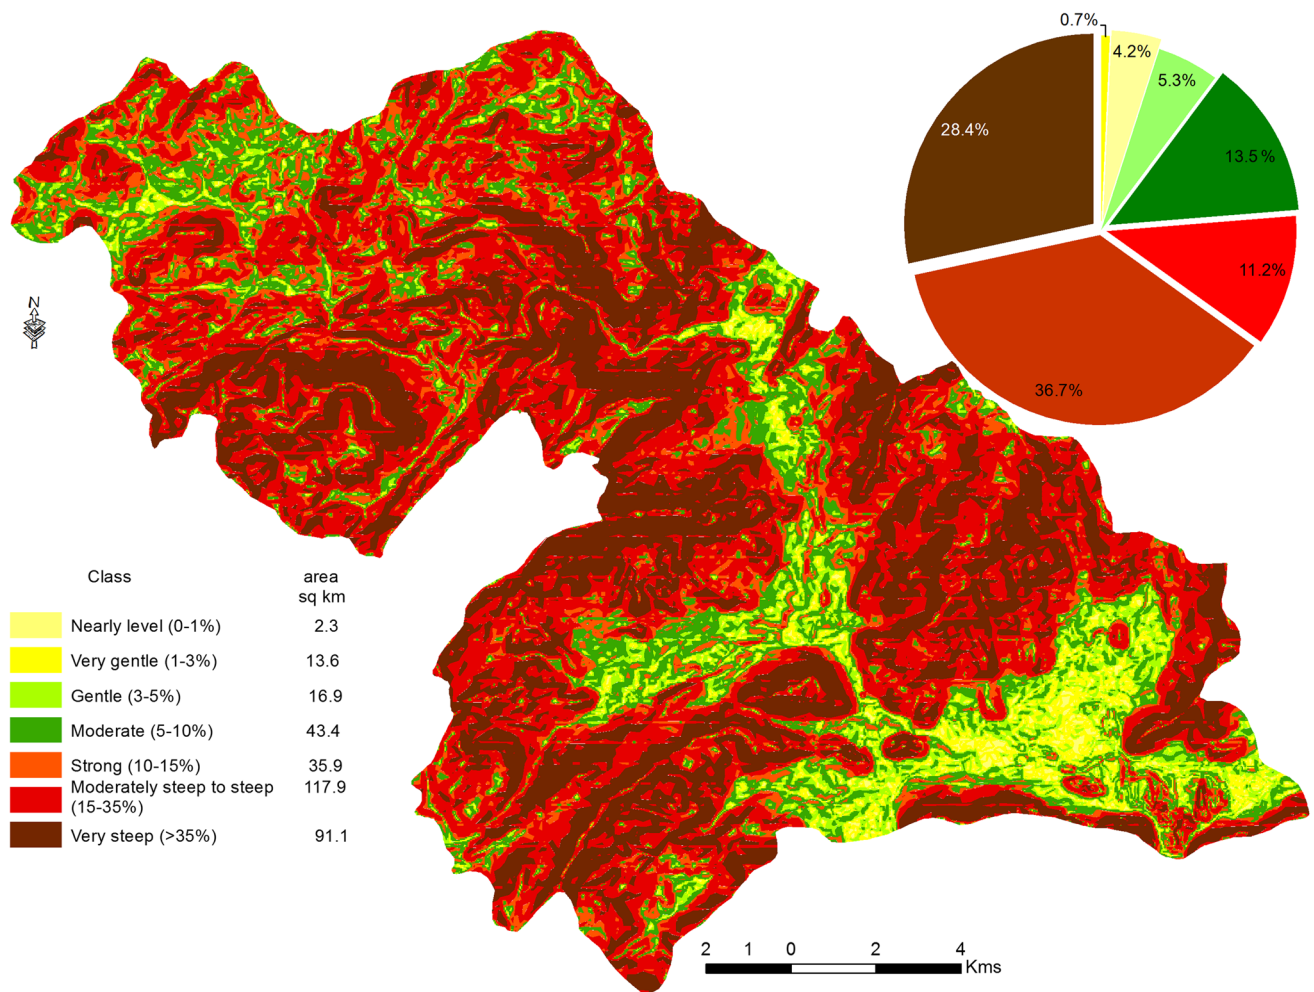 0.7%
4.2%
5.3%
13.5%
11.2%
36.7%
28.4%
N
Class area
sq km
Nearly level (0-1%) 2.3
Very gentle (1-3%) 13.6
Gentle (3-5%) 16.9
Moderate (5-10%) 43.4
Strong (10-15%) 35.9
Moderately steep to steep 117.9
(15-35%)
Very steep (>35%) 91.1
2 1 0 2 4
Kms